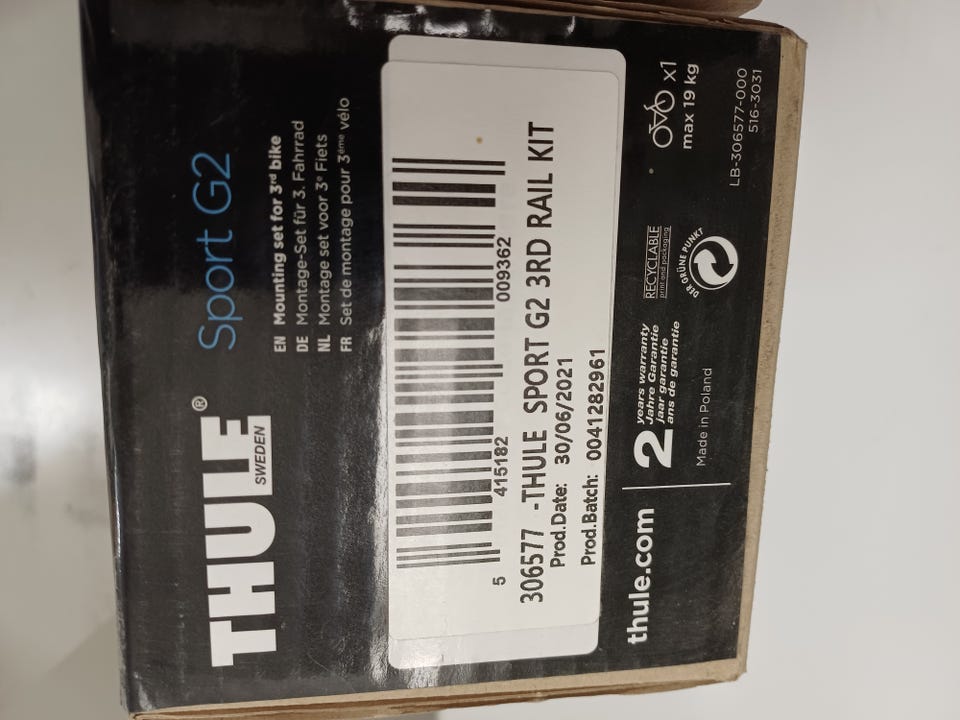 THULE®
SWEDEN
Sport G2
EN Mounting set for 3rd bike
DE Montage-Set für 3. Fahrrad
NL Montage set voor 3e Fiets
FR Set de montage pour 3ème vélo
5 415182 009362
306577 -THULE SPORT G2 3RD RAIL KIT
Prod.Date: 30/06/2021
Prod.Batch: 0041282961
thule.com
2 years warranty
Jahre Garantie
jaar garantie
ans de garantie
Made in Poland
RECYCLABLE
print and packaging
DER GRÜNE PUNKT
x1
max 19 kg
LB-306577-000
516-3031